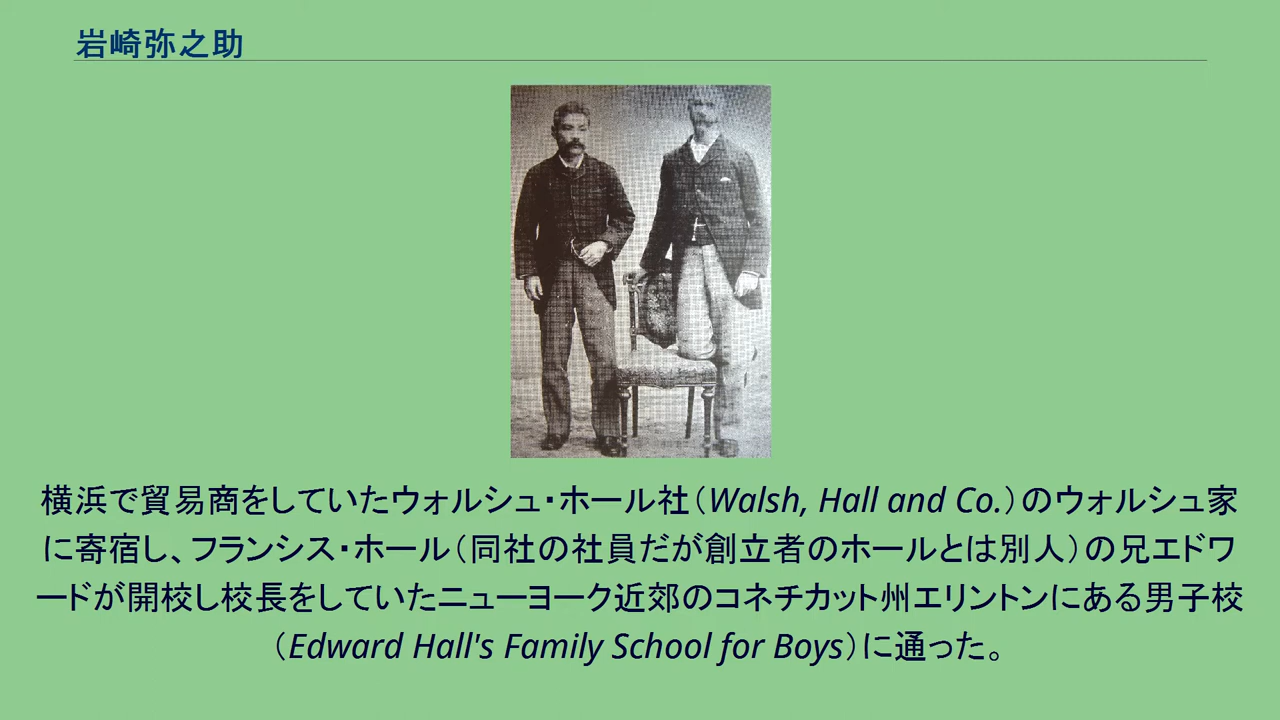 岩崎弥之助
横浜で貿易商をしていたウォルシュ・ホール社（Walsh, Hall and Co.）のウォルシュ家
に寄宿し、フランシス・ホール（同社の社員だが創立者のホールとは別人）の兄エドワ
ードが開校し校長をしていたニューヨーク近郊のコネチカット州エリントンにある男子校
（Edward Hall's Family School for Boys）に通った。